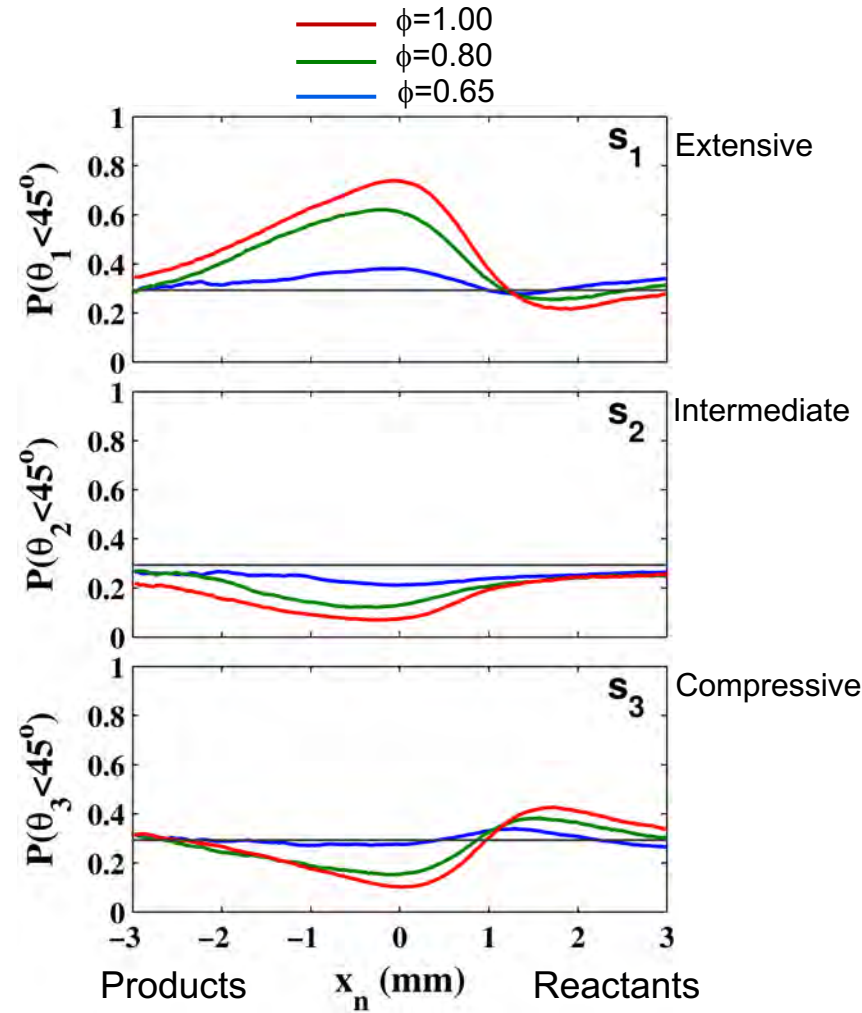 ϕ=1.00
ϕ=0.80
ϕ=0.65
1
0.8
0.6
0.4
0.2
0
P(θ1<45°)
s1
Extensive
1
0.8
0.6
0.4
0.2
0
P(θ2<45°)
s2
Intermediate
1
0.8
0.6
0.4
0.2
0
P(θ3<45°)
s3
Compressive
−3 −2 −1 0 1 2 3
Products xn (mm) Reactants